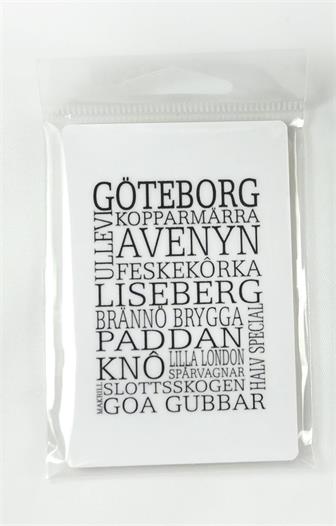 GÖTEBORG
ULLEVI
KOPPARMÄRRA
AVENYN
FESKEKÔRKA
LISEBERG
BRÄNNÖ BRYGGA
PADDAN
HALV SPECIAL
KNÔ
LILLA LONDON
SPÅRVAGNAR
MAKRILL
SLOTTSSKOGEN
GOA GUBBAR